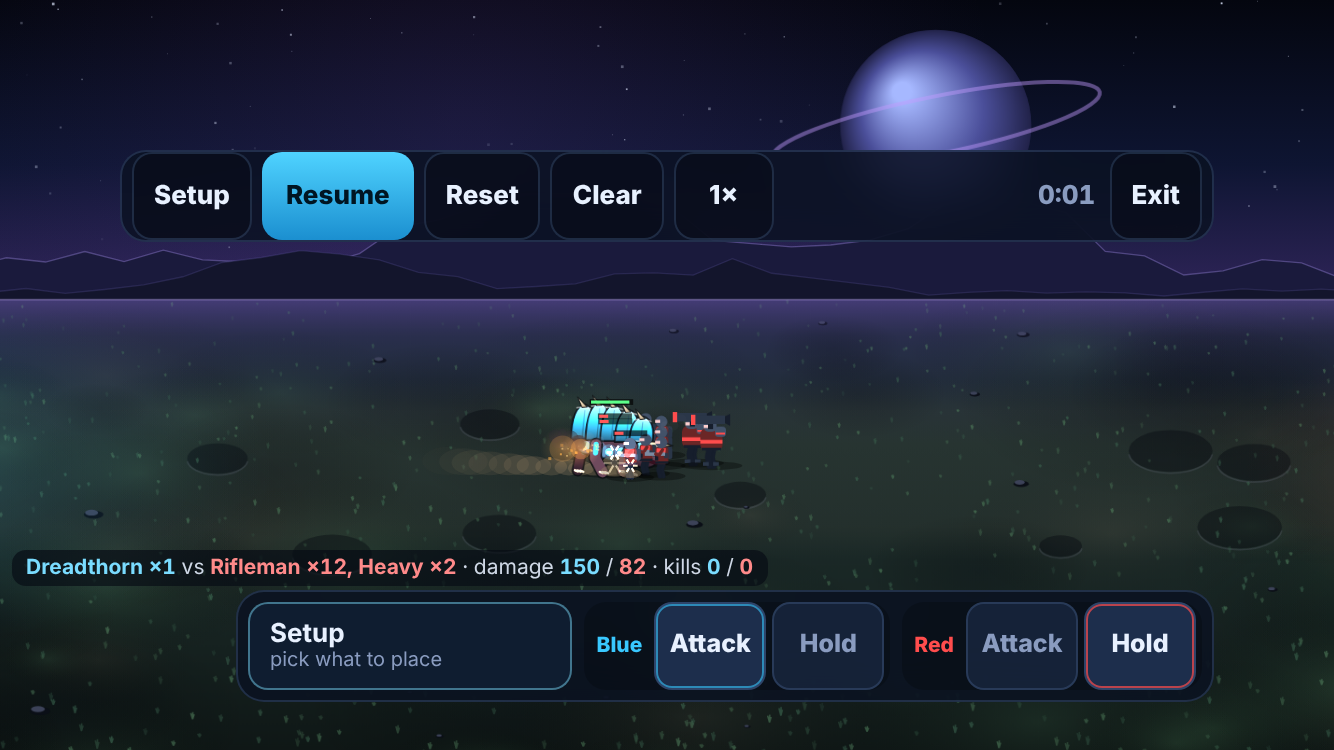 Setup Resume Reset Clear 1× 0:01 Exit
Dreadthorn ×1 vs Rifleman ×12, Heavy ×2 · damage 150 / 82 · kills 0 / 0
Setup
pick what to place
Blue Attack Hold Red Attack Hold